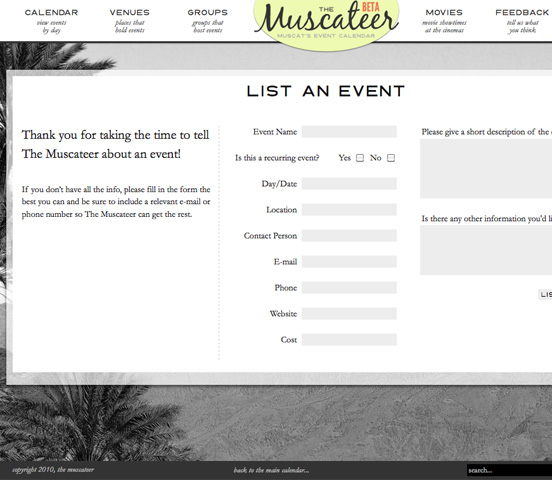 CALENDAR
view events
by day
VENUES
places that
hold events
GROUPS
groups that
host events
THE
BETA
Muscateer
MUSCAT'S EVENT CALENDAR
MOVIES
movie showtimes
at the cinemas
FEEDBACK
tell us what
you think
LIST AN EVENT
Thank you for taking the time to tell
The Muscateer about an event!
If you don't have all the info, please fill in the form the
best you can and be sure to include a relevant e-mail or
phone number so The Muscateer can get the rest.
Event Name
Is this a recurring event? Yes No
Day/Date
Location
Contact Person
E-mail
Phone
Website
Cost
Please give a short description of the e
Is there any other information you'd li
LIS
copyright 2010, the muscateer
back to the main calendar...
search...